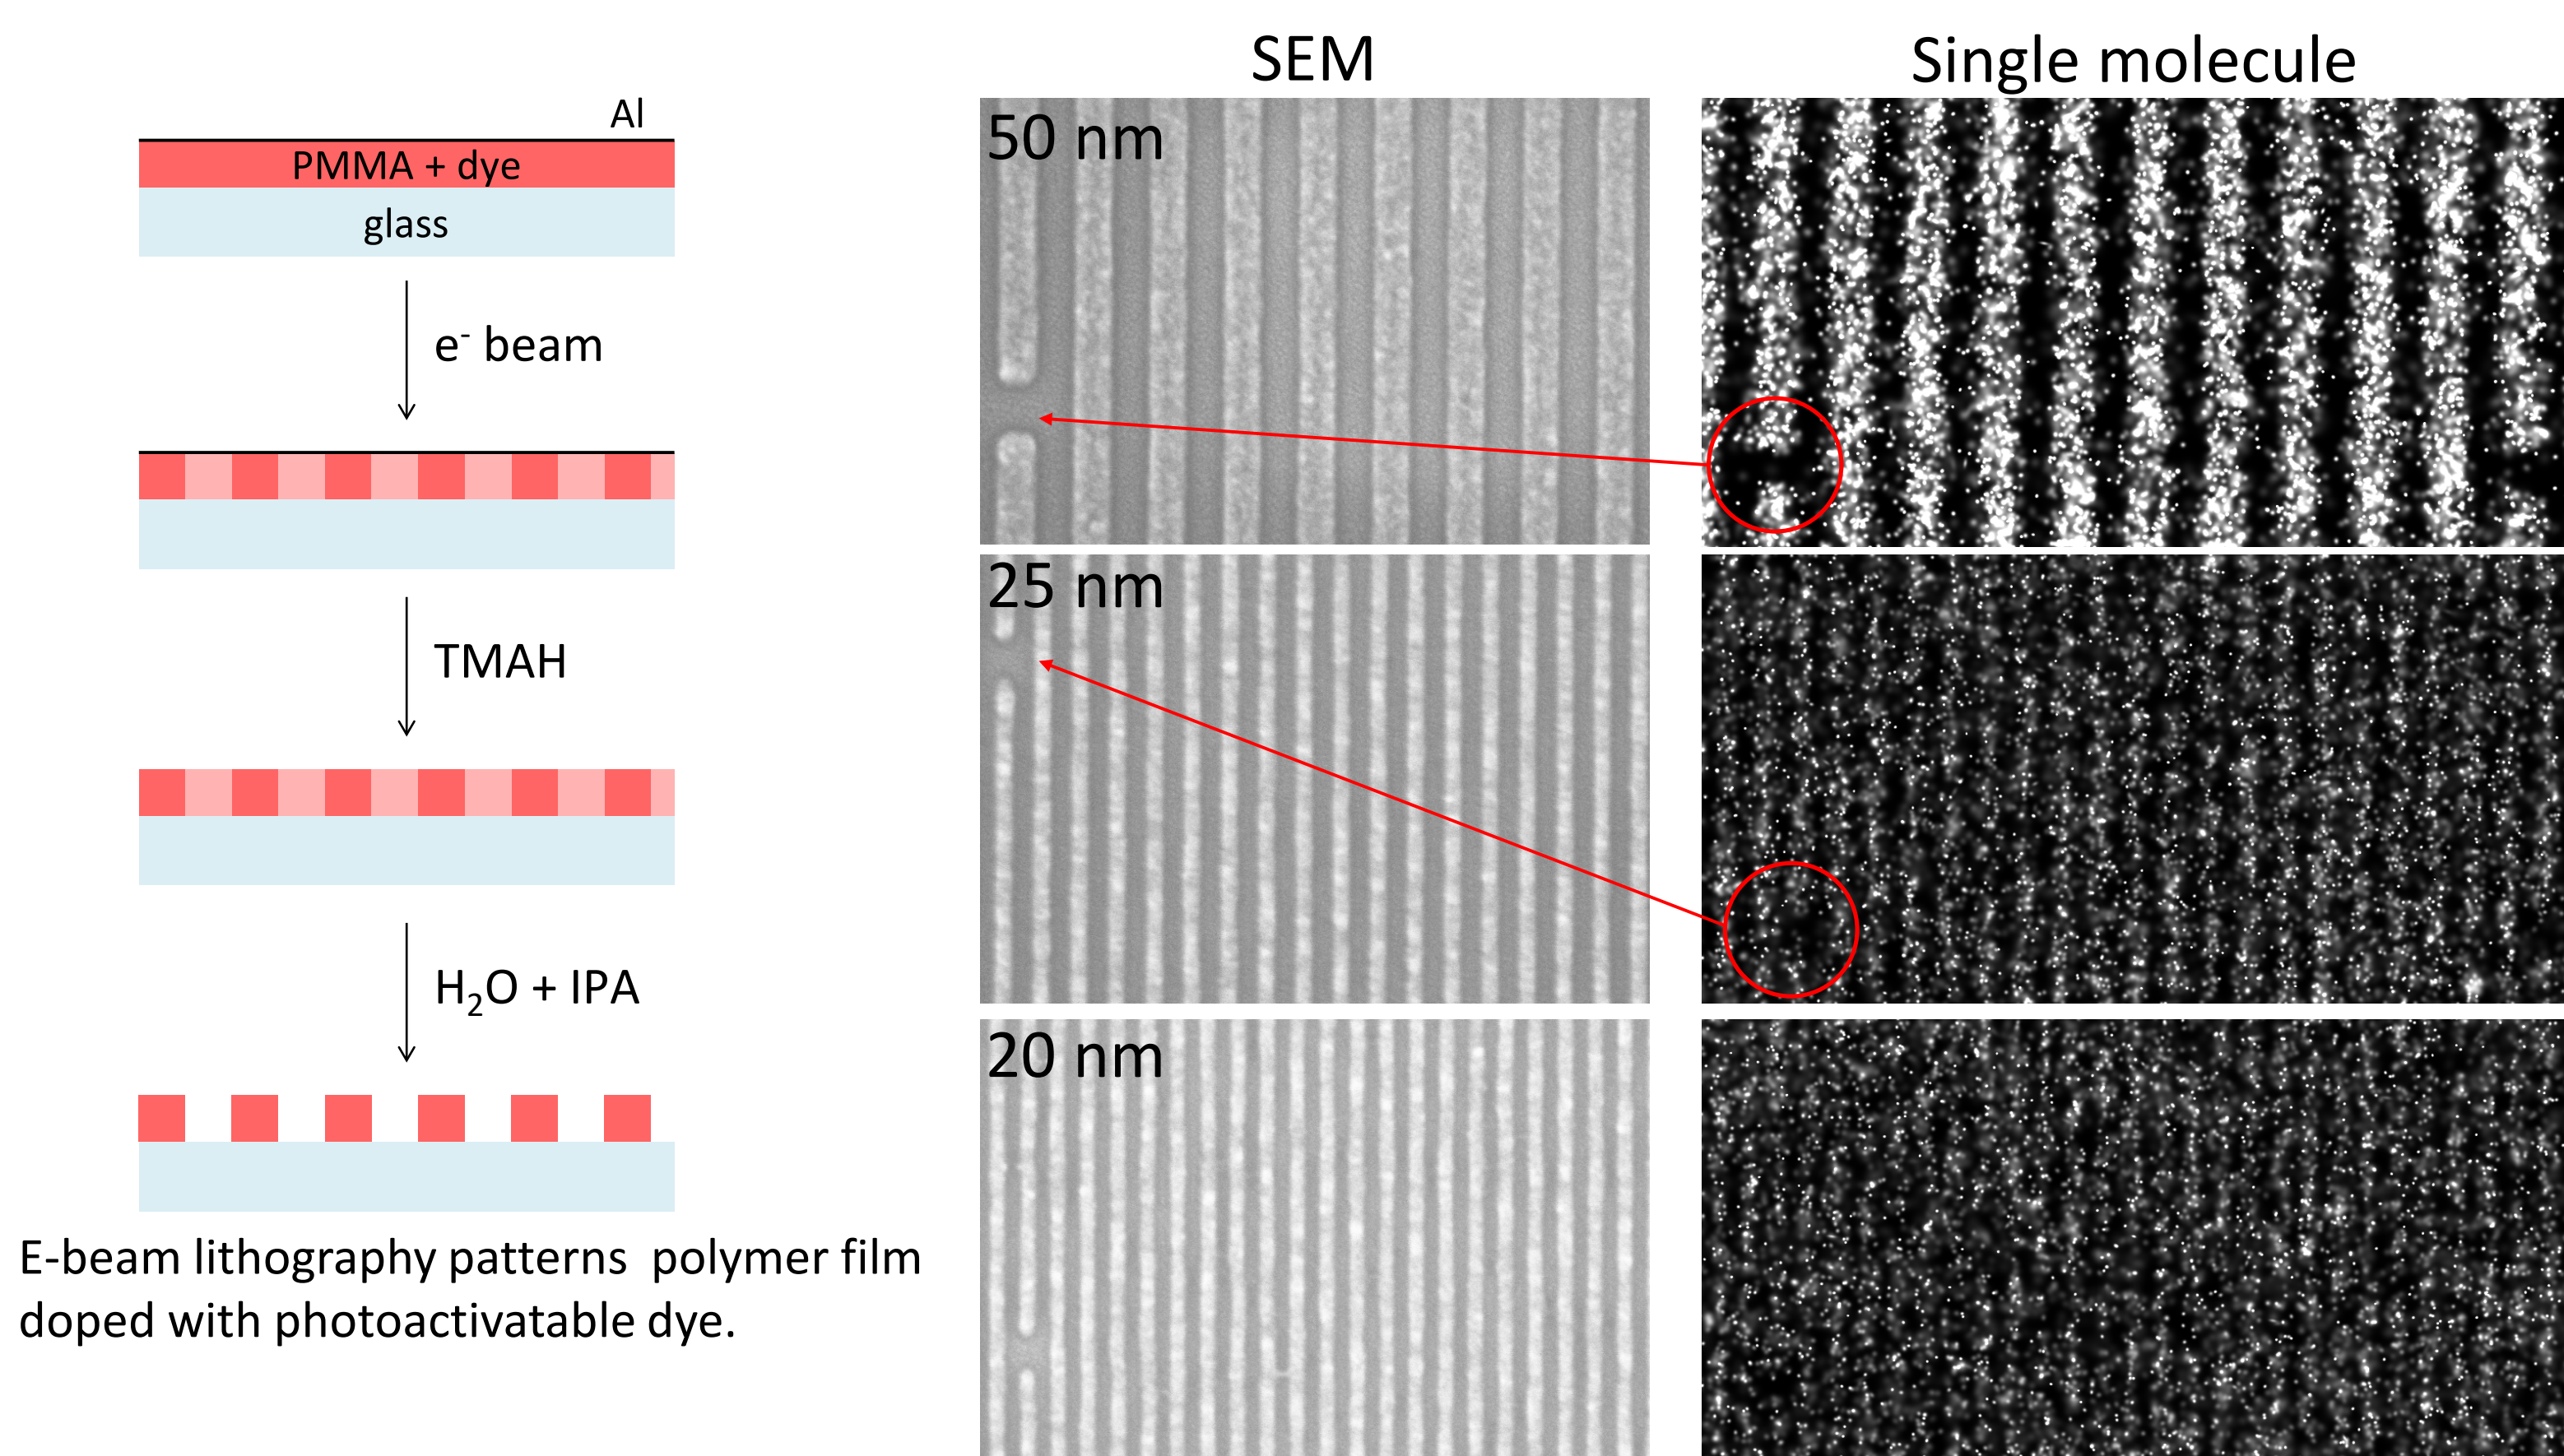 Al
PMMA + dye
glass
e⁻ beam
TMAH
H₂O + IPA
E-beam lithography patterns  polymer film
doped with photoactivatable dye.
SEM
Single molecule
50 nm
25 nm
20 nm